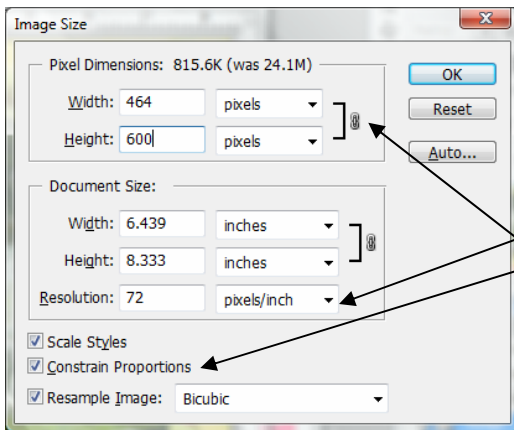 Image Size
Pixel Dimensions: 815.6K (was 24.1M)
OK
Width: 464 pixels
Reset
Height: 600 pixels
Auto...
Document Size:
Width: 6.439 inches
Height: 8.333 inches
Resolution: 72 pixels/inch
Scale Styles
Constrain Proportions
Resample Image: Bicubic